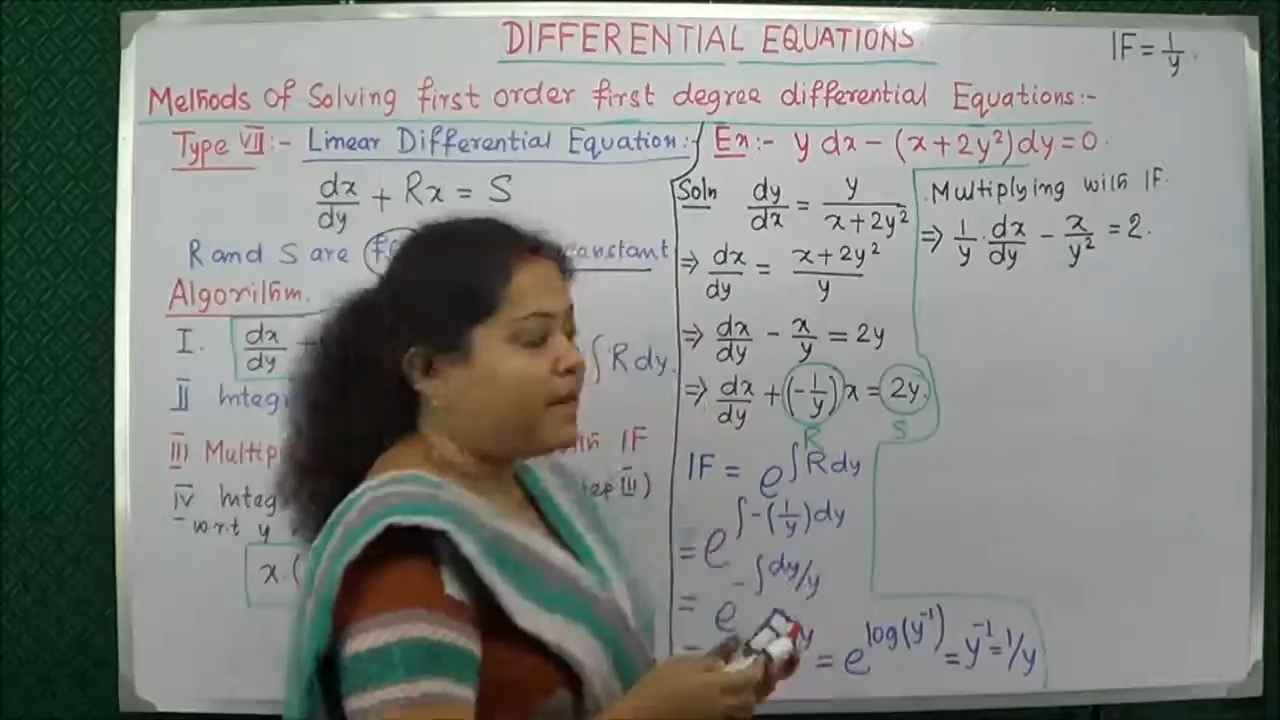 DIFFERENTIAL EQUATIONS.
IF = 1/y.
Methods of Solving first order first degree differential Equations:-
Type VII:- Linear Differential Equation:-
dx/dy + Rx = S
R and S are constant
Algorithm.
I. dx/dy + ∫Rdy.
II Integ
III Multip IF
IV Integ step III)
w.r.t y
x.(
Ex:- y dx - (x+2y²)dy = 0.
Soln dy/dx = y/(x+2y²)
⇒ dx/dy = (x+2y²)/y
⇒ dx/dy - x/y = 2y
⇒ dx/dy + (-1/y)x = 2y.
R S
IF = e^∫Rdy
= e^∫-(1/y)dy
= e^-∫dy/y
= y = e^log(y⁻¹) = y⁻¹ = 1/y
Multiplying with IF.
⇒ 1/y . dx/dy - x/y² = 2.